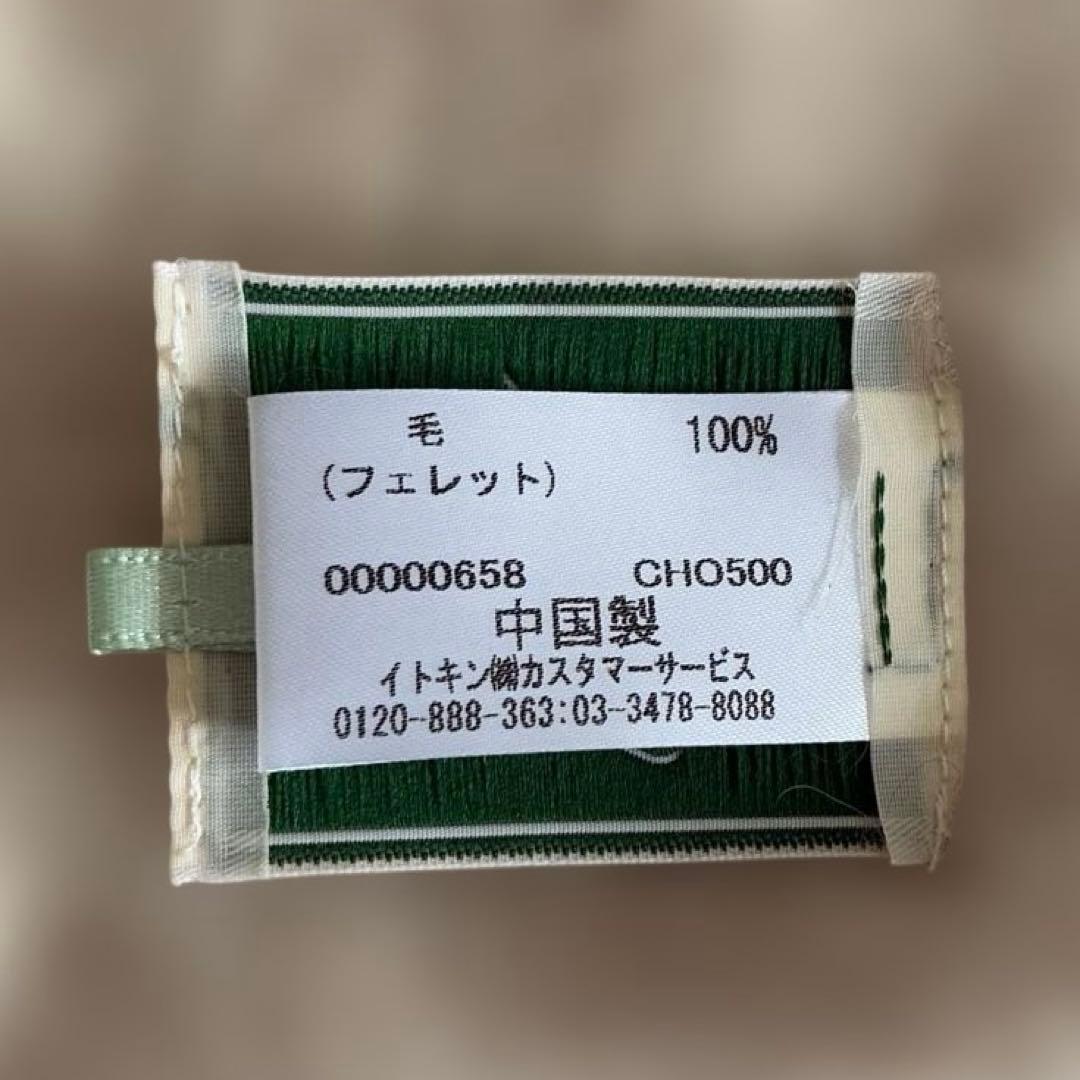 毛 100%
(フェレット)
00000658 CHO500
中国製
イトキン㈱カスタマーサービス
0120-888-363:03-3478-8088